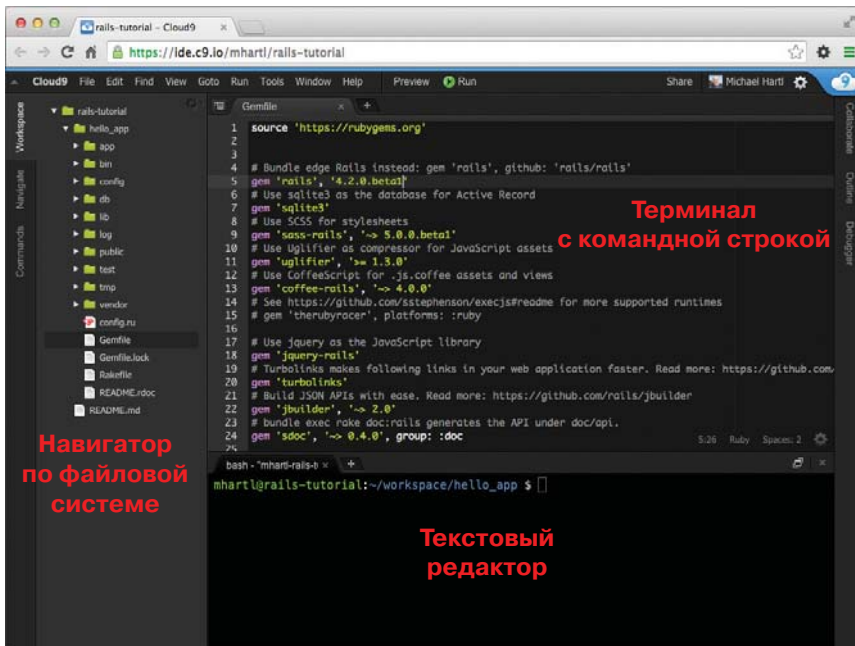 rails-tutorial - Cloud9
https://ide.c9.io/mhartl/rails-tutorial
Cloud9 File Edit Find View Goto Run Tools Window Help Preview Run Share Michael Hartl
Workspace
Navigate
Commands
rails-tutorial
hello_app
app
bin
config
db
lib
log
public
test
tmp
vendor
config.ru
Gemfile
Gemfile.lock
Rakefile
README.rdoc
README.md
Навигатор
по файловой
системе
Gemfile
1 source 'https://rubygems.org'
2
3
4 # Bundle edge Rails instead: gem 'rails', github: 'rails/rails'
5 gem 'rails', '4.2.0.beta1'
6 # Use sqlite3 as the database for Active Record
7 gem 'sqlite3'
8 # Use SCSS for stylesheets
9 gem 'sass-rails', '~> 5.0.0.beta1'
10 # Use Uglifier as compressor for JavaScript assets
11 gem 'uglifier', '>= 1.3.0'
12 # Use CoffeeScript for .js.coffee assets and views
13 gem 'coffee-rails', '~> 4.0.0'
14 # See https://github.com/sstephenson/execjs#readme for more supported runtimes
15 # gem 'therubyracer', platforms: :ruby
16
17 # Use jquery as the JavaScript library
18 gem 'jquery-rails'
19 # Turbolinks makes following links in your web application faster. Read more: https://github.com/
20 gem 'turbolinks'
21 # Build JSON APIs with ease. Read more: https://github.com/rails/jbuilder
22 gem 'jbuilder', '~> 2.0'
23 # bundle exec rake doc:rails generates the API under doc/api.
24 gem 'sdoc', '~> 0.4.0', group: :doc
25
Терминал
с командной строкой
5:26 Ruby Spaces: 2
Collaborate
Outline
Debugger
bash - "mhartl-rails-t
mhartl@rails-tutorial:~/workspace/hello_app $
Текстовый
редактор